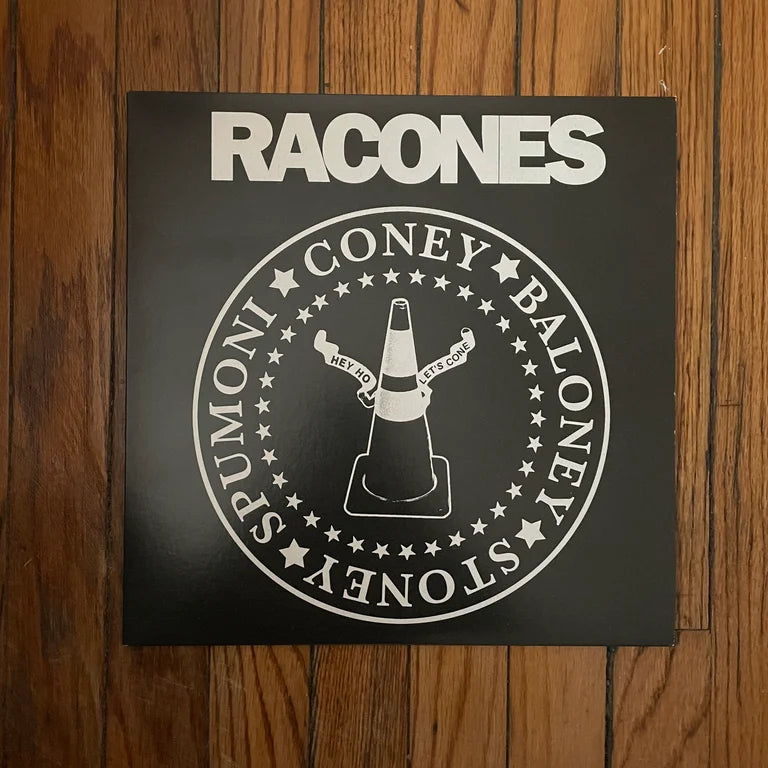 RACONES
CONEY ★ BALONEY ★ STONEY ★ SPUMONI ★
HEY HO
LET'S CONE